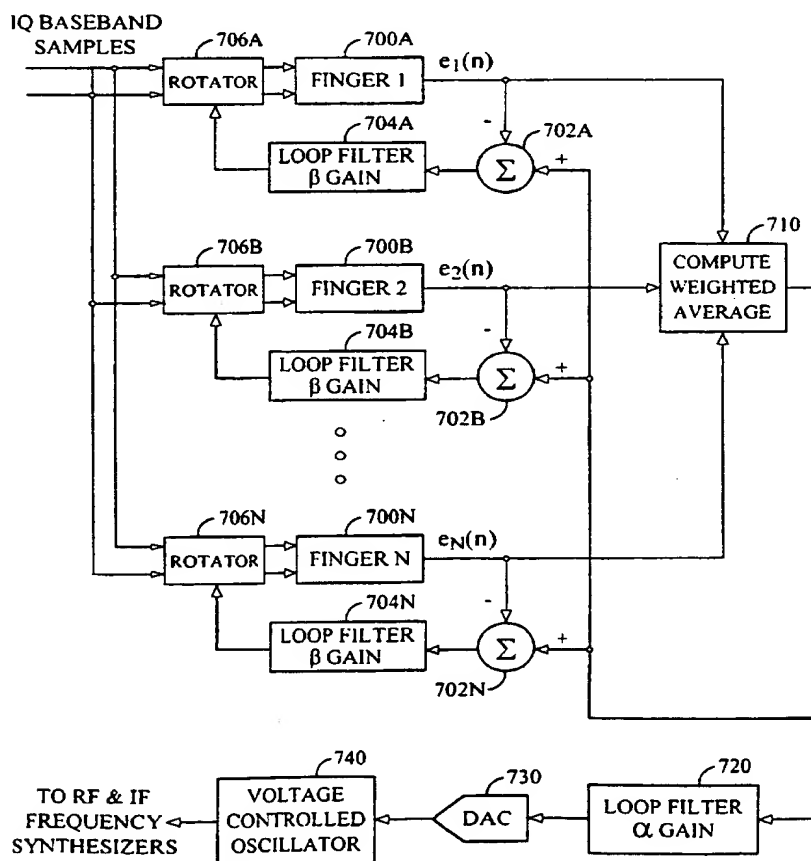 IQ BASEBAND
SAMPLES
706A
700A
ROTATOR
FINGER 1
e1(n)
704A
LOOP FILTER
β GAIN
-
702A
Σ
+
706B
700B
710
ROTATOR
FINGER 2
e2(n)
COMPUTE
WEIGHTED
AVERAGE
704B
LOOP FILTER
β GAIN
-
Σ
+
702B
706N
700N
ROTATOR
FINGER N
eN(n)
704N
LOOP FILTER
β GAIN
-
Σ
+
702N
740
730
720
TO RF & IF
FREQUENCY
SYNTHESIZERS
VOLTAGE
CONTROLLED
OSCILLATOR
DAC
LOOP FILTER
α GAIN